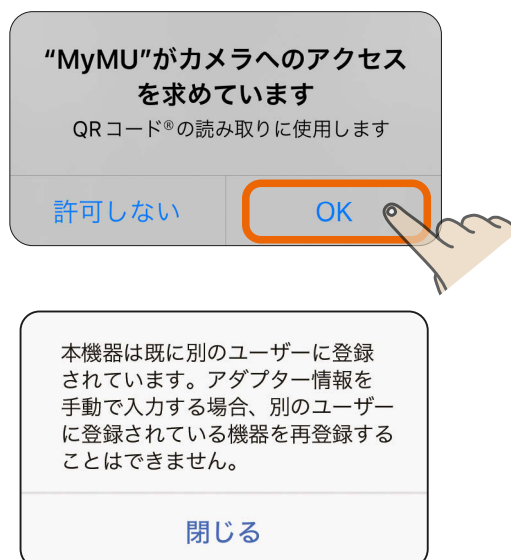 “MyMU”がカメラへのアクセス
を求めています
QRコード®の読み取りに使用します
許可しない
OK
本機器は既に別のユーザーに登録
されています。アダプター情報を
手動で入力する場合、別のユーザー
に登録されている機器を再登録する
ことはできません。
閉じる